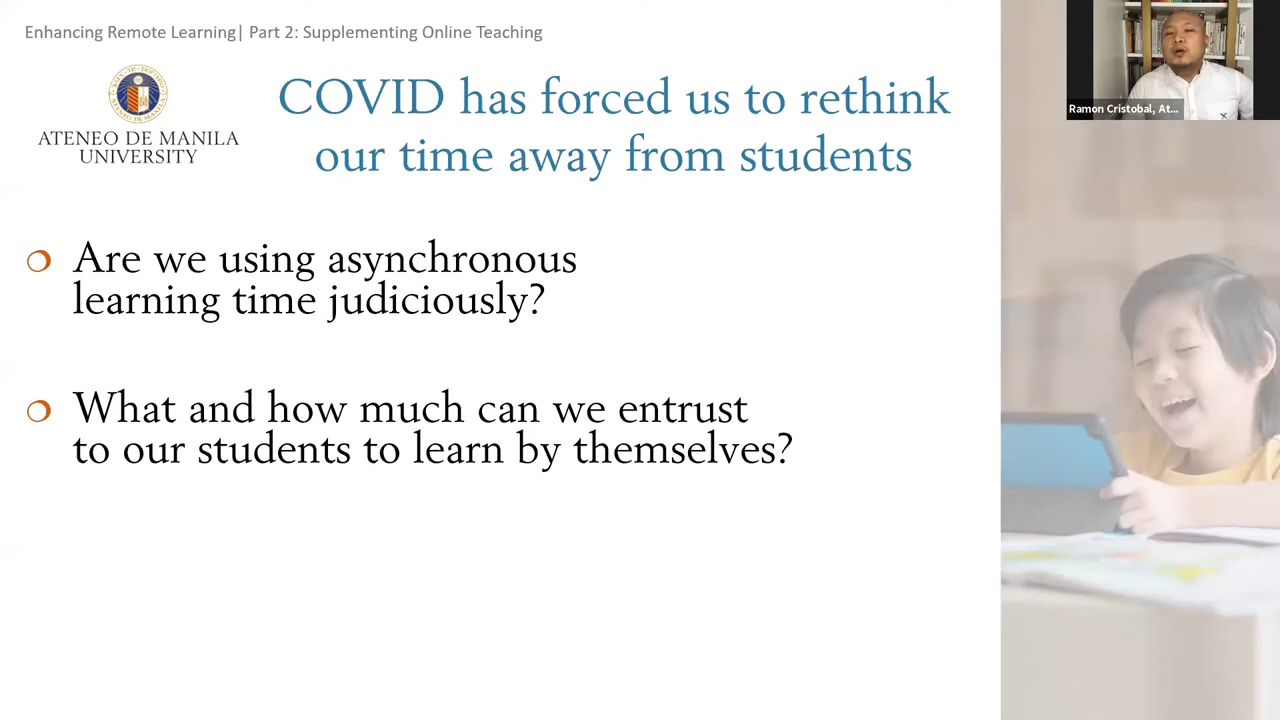 Enhancing Remote Learning| Part 2: Supplementing Online Teaching
ATENEO DE MANILA
UNIVERSITY
COVID has forced us to rethink
our time away from students
Ramon Cristobal, At...
Are we using asynchronous
learning time judiciously?
What and how much can we entrust
to our students to learn by themselves?